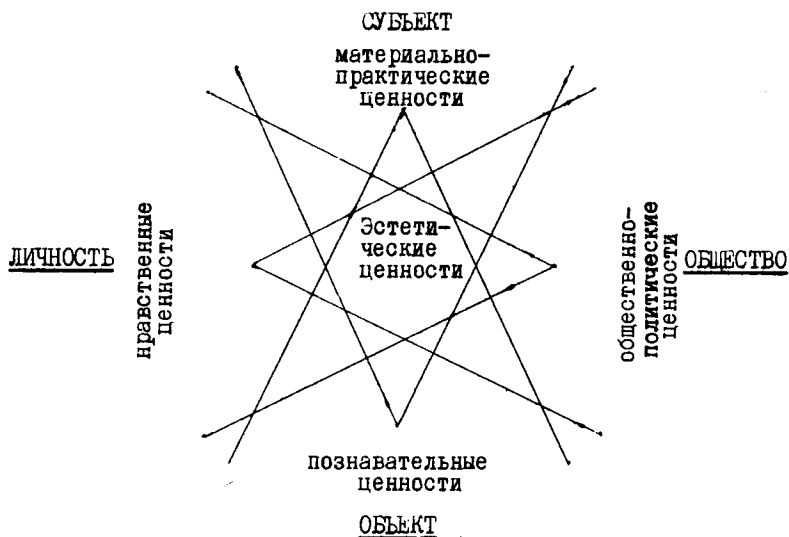 СУБЪЕКТ
материально-
практические
ценности
ЛИЧНОСТЬ
нравственные
ценности
Эстети-
ческие
ценности
общественно-
политические
ценности
ОБЩЕСТВО
познавательные
ценности
ОБЪЕКТ